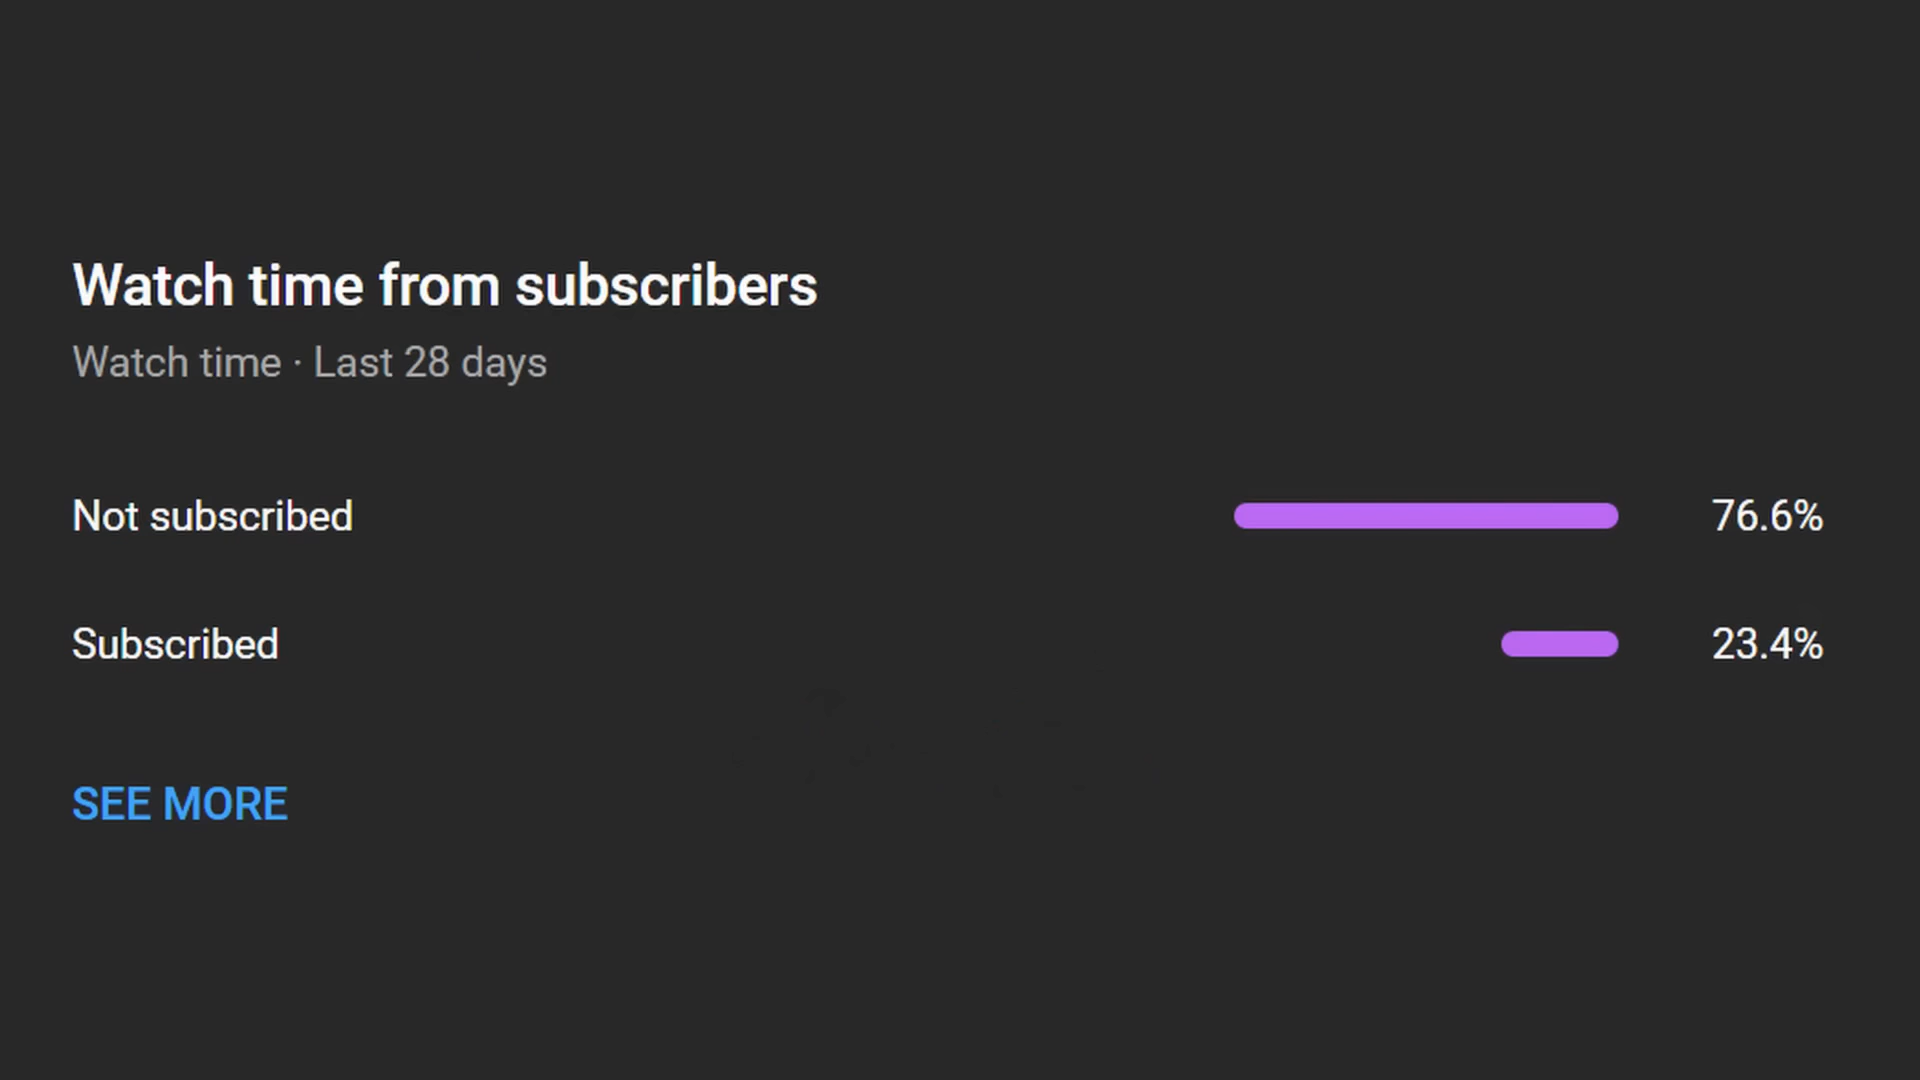 Watch time from subscribers
Watch time · Last 28 days
Not subscribed 76.6%
Subscribed 23.4%
SEE MORE